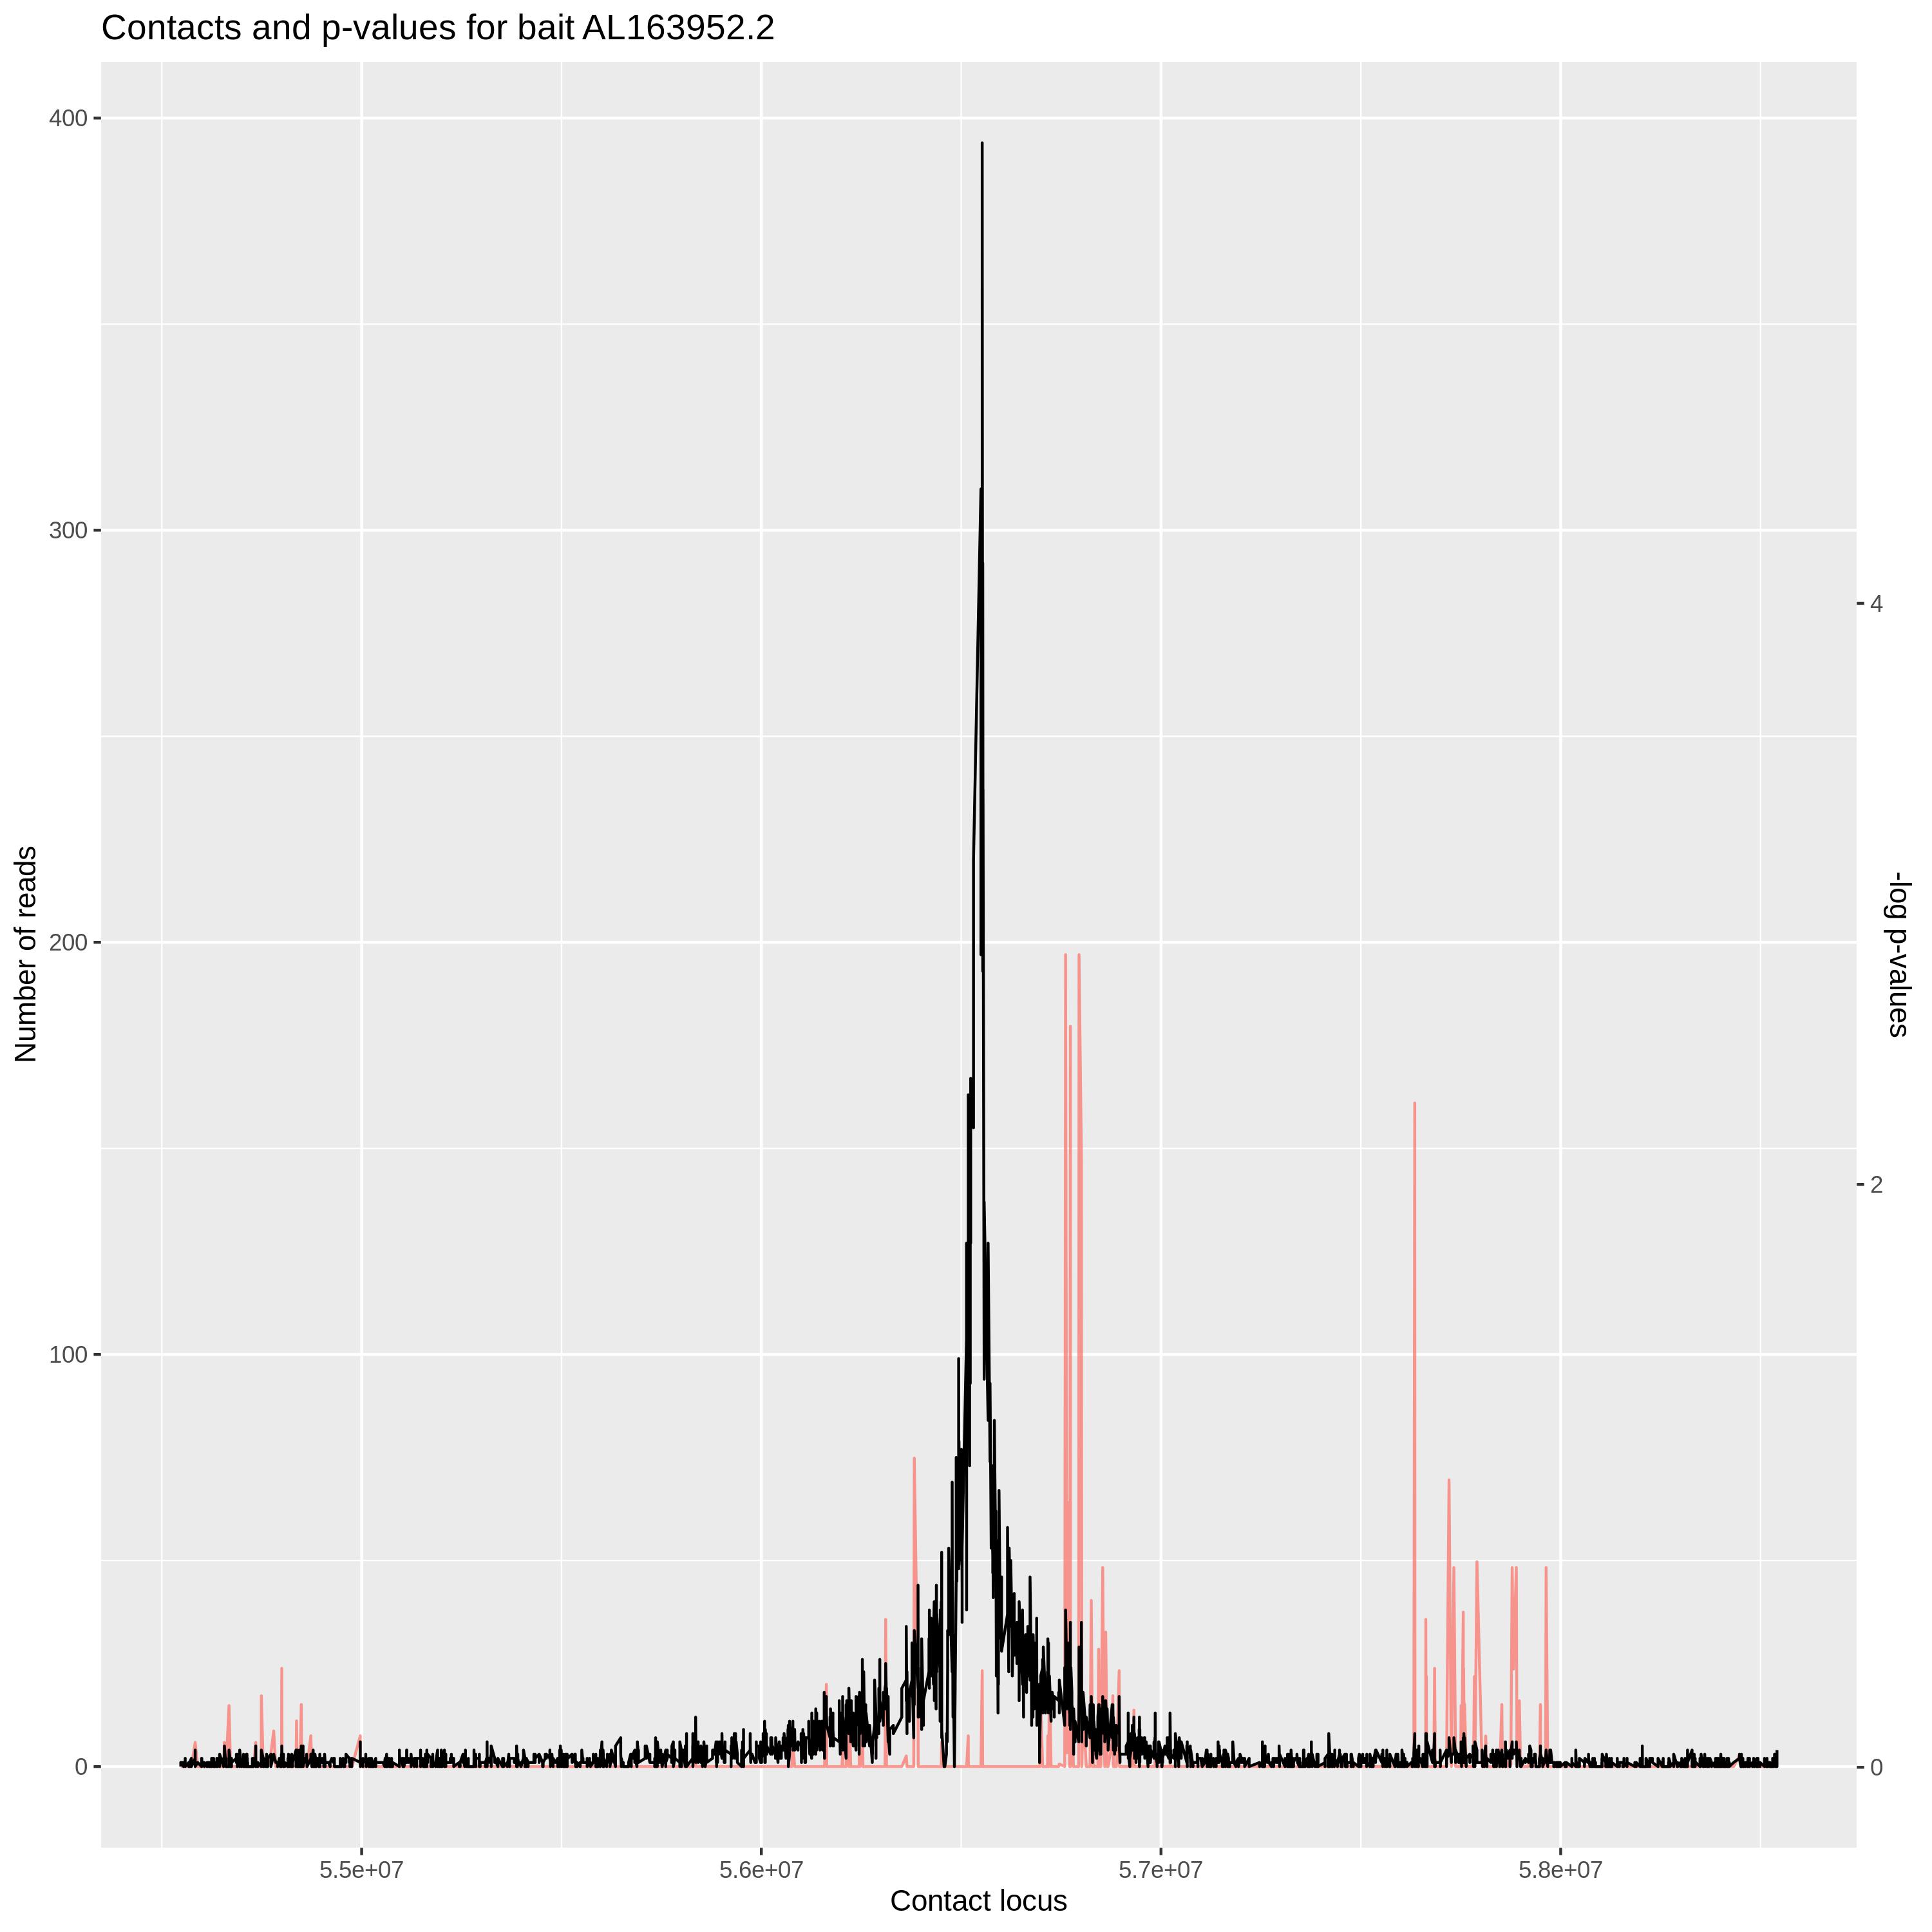 Contacts and p-values for bait AL163952.2
400
300
200
100
0
Number of reads
4
2
0
-log p-values
5.5e+07
5.6e+07
5.7e+07
5.8e+07
Contact locus